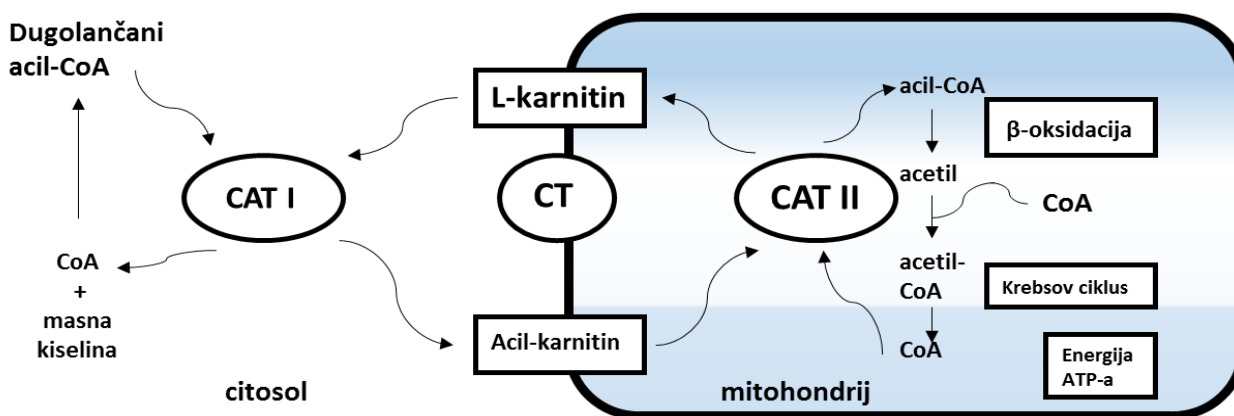 Dugolančani
acil-CoA
CAT I
CoA
+
masna
kiselina
citosol
L-karnitin
CT
Acil-karnitin
CAT II
mitohondrij
acil-CoA
β-oksidacija
acetil
CoA
acetil-
CoA
Krebsov ciklus
CoA
Energija
ATP-a